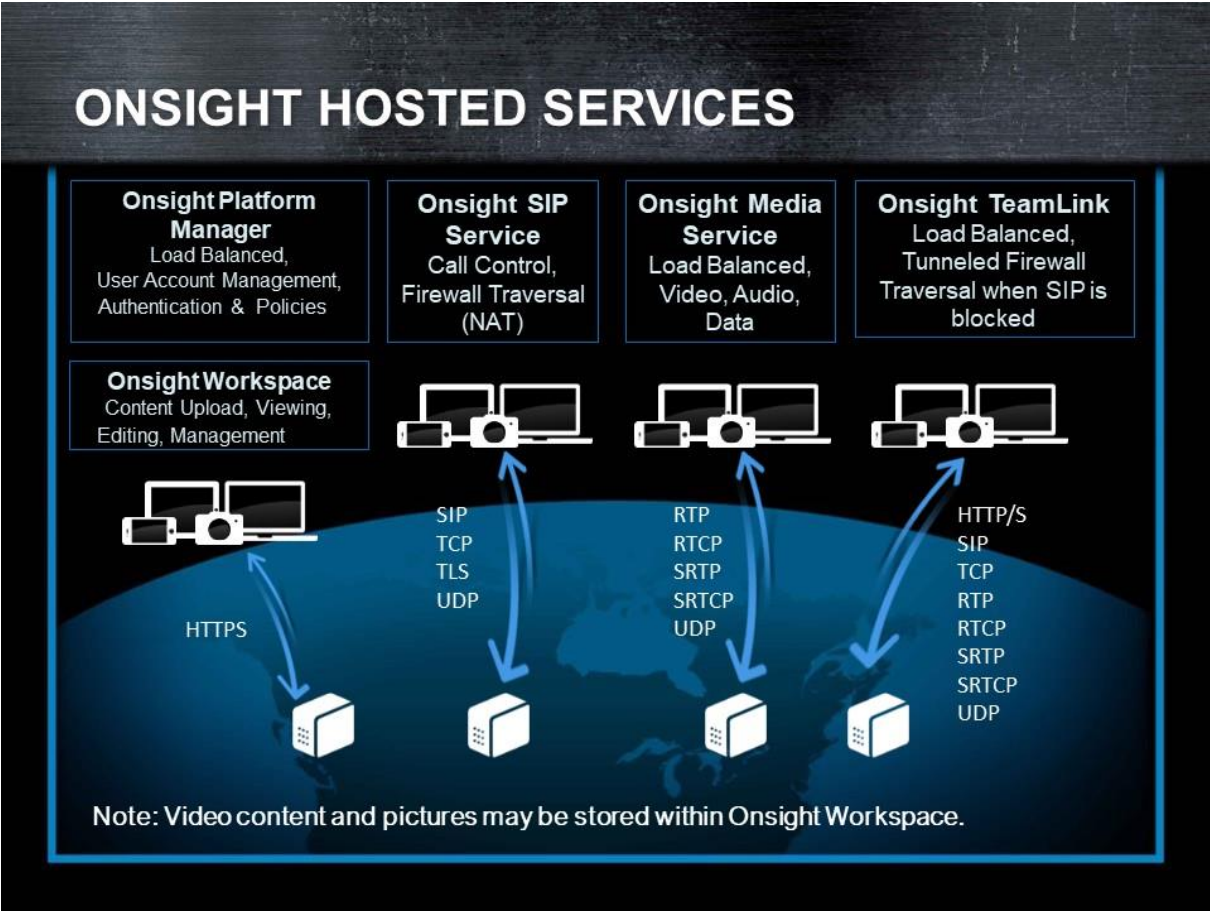 ONSIGHT HOSTED SERVICES
Onsight Platform
Manager
Load Balanced,
User Account Management,
Authentication & Policies
Onsight SIP
Service
Call Control,
Firewall Traversal
(NAT)
Onsight Media
Service
Load Balanced,
Video, Audio,
Data
Onsight TeamLink
Load Balanced,
Tunneled Firewall
Traversal when SIP is
blocked
Onsight Workspace
Content Upload, Viewing,
Editing, Management
HTTPS
SIP
TCP
TLS
UDP
RTP
RTCP
SRTP
SRTCP
UDP
HTTP/S
SIP
TCP
RTP
RTCP
SRTP
SRTCP
UDP
Note: Video content and pictures may be stored within Onsight Workspace.